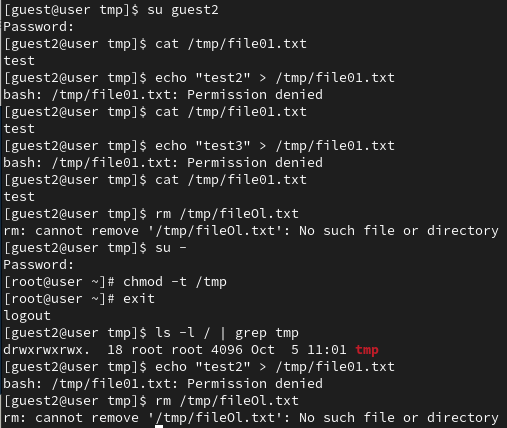 [guest@user tmp]$ su guest2
Password:
[guest2@user tmp]$ cat /tmp/file01.txt
test
[guest2@user tmp]$ echo "test2" > /tmp/file01.txt
bash: /tmp/file01.txt: Permission denied
[guest2@user tmp]$ cat /tmp/file01.txt
test
[guest2@user tmp]$ echo "test3" > /tmp/file01.txt
bash: /tmp/file01.txt: Permission denied
[guest2@user tmp]$ cat /tmp/file01.txt
test
[guest2@user tmp]$ rm /tmp/fileOl.txt
rm: cannot remove '/tmp/fileOl.txt': No such file or directory
[guest2@user tmp]$ su -
Password:
[root@user ~]# chmod -t /tmp
[root@user ~]# exit
logout
[guest2@user tmp]$ ls -l / | grep tmp
drwxrwxrwx.  18 root root 4096 Oct  5 11:01 tmp
[guest2@user tmp]$ echo "test2" > /tmp/file01.txt
bash: /tmp/file01.txt: Permission denied
[guest2@user tmp]$ rm /tmp/fileOl.txt
rm: cannot remove '/tmp/fileOl.txt': No such file or directory